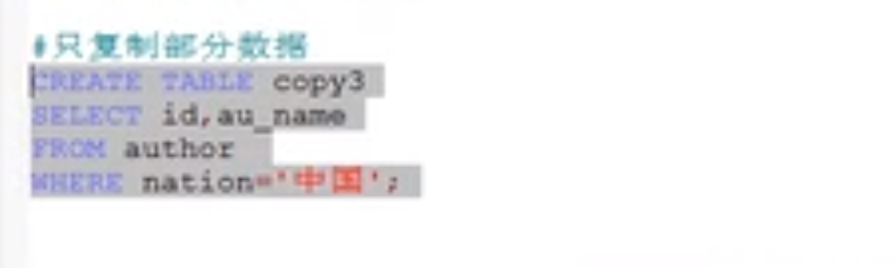 #只复制部分数据
CREATE TABLE copy3
SELECT id,au_name
FROM author
WHERE nation='中国';